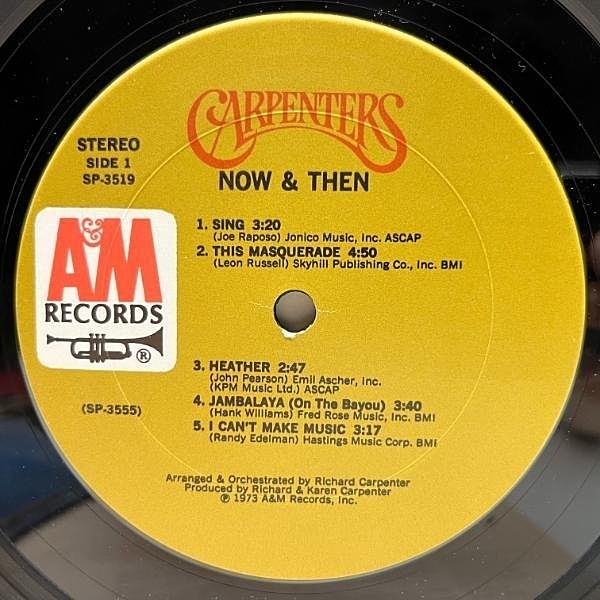 CARPENTERS
STEREO
SIDE 1
SP-3519
NOW & THEN
1. SING 3:20
(Joe Raposo) Jonico Music, Inc. ASCAP
2. THIS MASQUERADE 4:50
(Leon Russell) Skyhill Publishing Co., Inc. BMI
A&M
RECORDS
®
3. HEATHER 2:47
(John Pearson) Emil Ascher, Inc.
(KPM Music Ltd.) ASCAP
(SP-3555)
4. JAMBALAYA (On The Bayou) 3:40
(Hank Williams) Fred Rose Music, Inc. BMI
5. I CAN'T MAKE MUSIC 3:17
(Randy Edelman) Hastings Music Corp. BMI
Arranged & Orchestrated by Richard Carpenter
Produced by Richard & Karen Carpenter
℗ 1973 A&M Records, Inc.